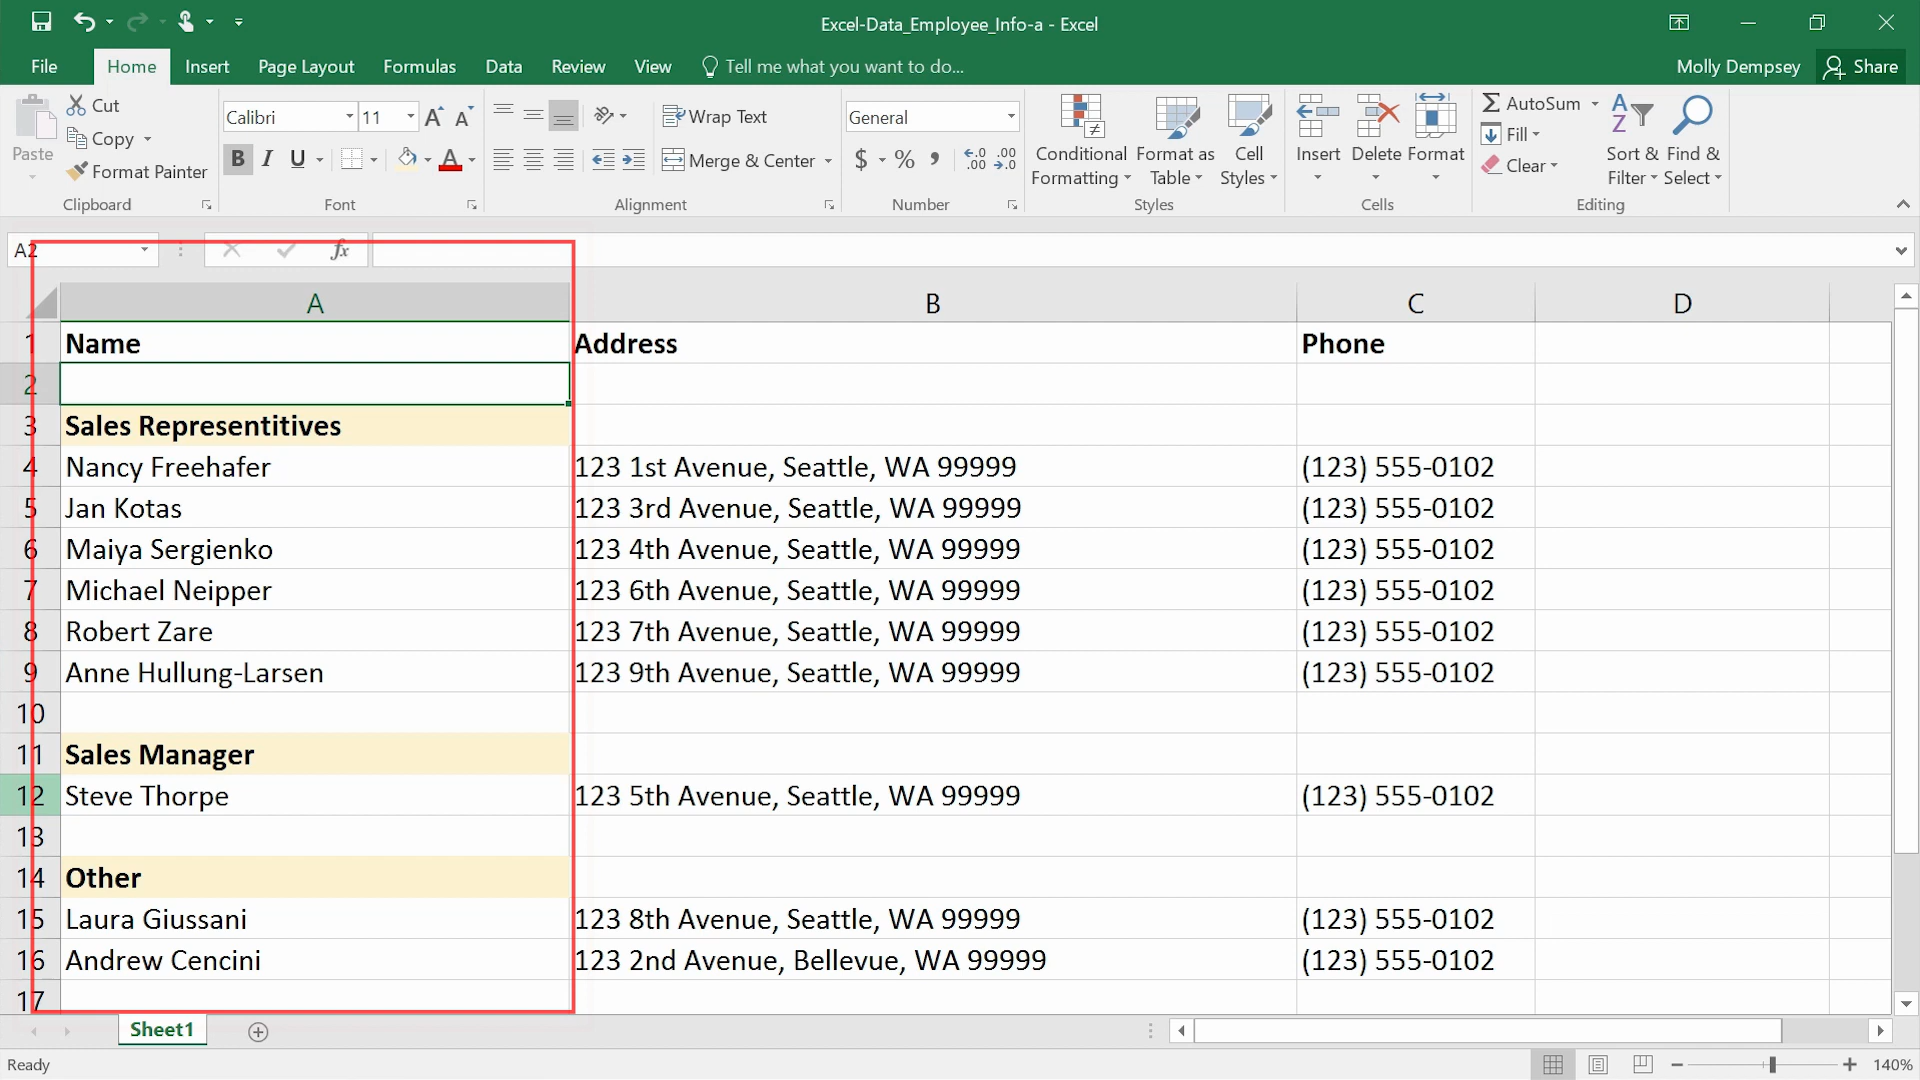 Excel-Data_Employee_Info-a - Excel
File Home Insert Page Layout Formulas Data Review View Tell me what you want to do... Molly Dempsey Share
Paste Cut Copy Format Painter Clipboard
Calibri 11 A A B I U A Font
Wrap Text Merge & Center Alignment
General $ % , .00 .00 Number
Conditional Formatting Format as Table Cell Styles Styles
Insert Delete Format Cells
AutoSum Fill Clear Sort & Filter Find & Select Editing
A2 fx
A B C D
1 Name Address Phone
2
3 Sales Representitives
4 Nancy Freehafer 123 1st Avenue, Seattle, WA 99999 (123) 555-0102
5 Jan Kotas 123 3rd Avenue, Seattle, WA 99999 (123) 555-0102
6 Maiya Sergienko 123 4th Avenue, Seattle, WA 99999 (123) 555-0102
7 Michael Neipper 123 6th Avenue, Seattle, WA 99999 (123) 555-0102
8 Robert Zare 123 7th Avenue, Seattle, WA 99999 (123) 555-0102
9 Anne Hullung-Larsen 123 9th Avenue, Seattle, WA 99999 (123) 555-0102
10
11 Sales Manager
12 Steve Thorpe 123 5th Avenue, Seattle, WA 99999 (123) 555-0102
13
14 Other
15 Laura Giussani 123 8th Avenue, Seattle, WA 99999 (123) 555-0102
16 Andrew Cencini 123 2nd Avenue, Bellevue, WA 99999 (123) 555-0102
17
Sheet1
Ready 140%